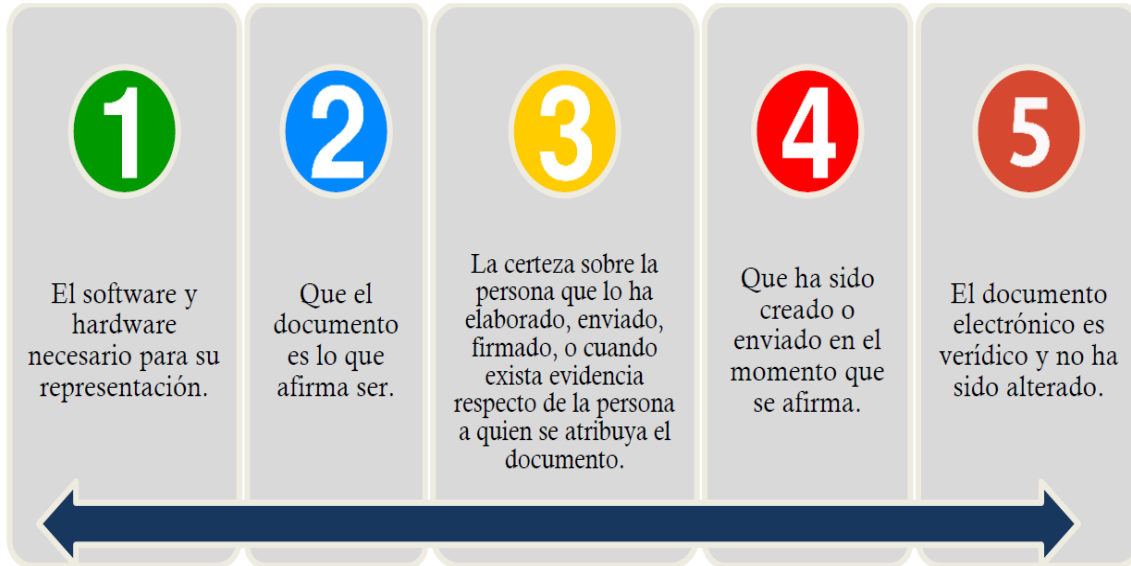 1
El software y
hardware
necesario para su
representación.
2
Que el
documento
es lo que
afirma ser.
3
La certeza sobre la
persona que lo ha
elaborado, enviado,
firmado, o cuando
exista evidencia
respecto de la persona
a quien se atribuya el
documento.
4
Que ha sido
creado o
enviado en el
momento que
se afirma.
5
El documento
electrónico es
verídico y no ha
sido alterado.